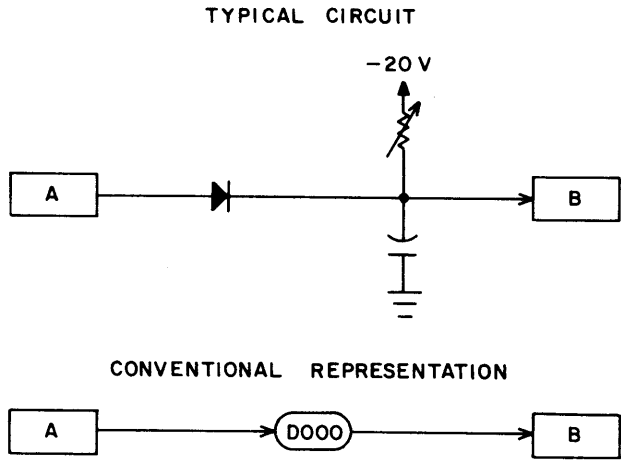 TYPICAL CIRCUIT
-20 V
A
B
CONVENTIONAL REPRESENTATION
A
DOOO
B